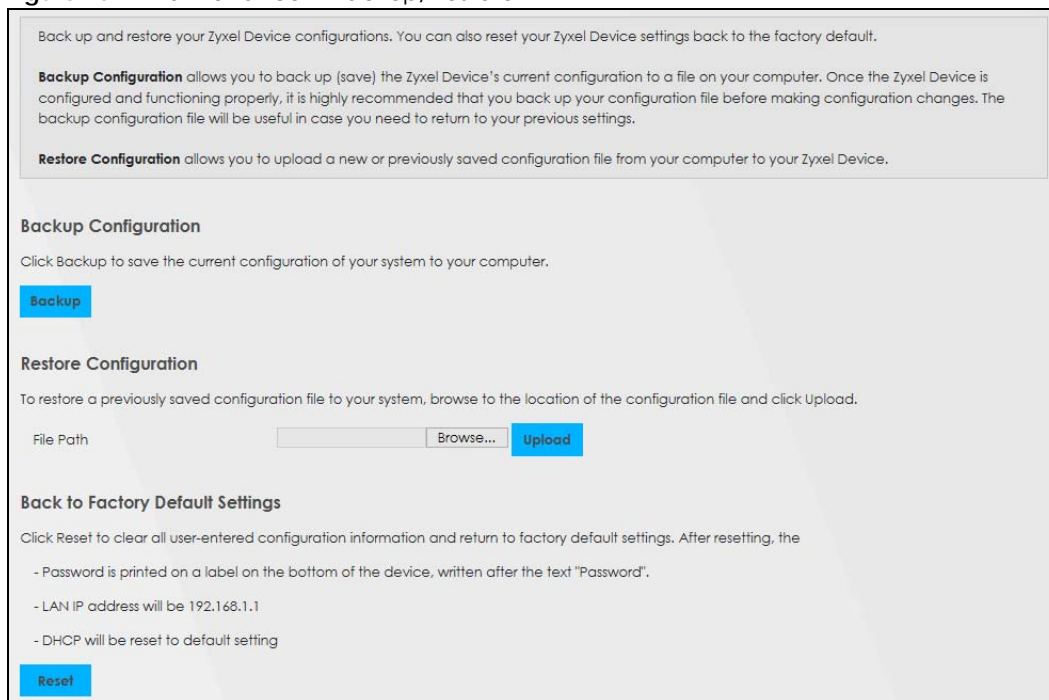 Back up and restore your Zyxel Device configurations. You can also reset your Zyxel Device settings back to the factory default.
Backup Configuration allows you to back up (save) the Zyxel Device's current configuration to a file on your computer. Once the Zyxel Device is
configured and functioning properly, it is highly recommended that you back up your configuration file before making configuration changes. The
backup configuration file will be useful in case you need to return to your previous settings.
Restore Configuration allows you to upload a new or previously saved configuration file from your computer to your Zyxel Device.
Backup Configuration
Click Backup to save the current configuration of your system to your computer.
Backup
Restore Configuration
To restore a previously saved configuration file to your system, browse to the location of the configuration file and click Upload.
File Path Browse... Upload
Back to Factory Default Settings
Click Reset to clear all user-entered configuration information and return to factory default settings. After resetting, the
- Password is printed on a label on the bottom of the device, written after the text "Password".
- LAN IP address will be 192.168.1.1
- DHCP will be reset to default setting
Reset